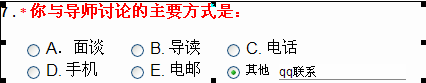 7.*你与导师讨论的主要方式是：
A. 面谈 B. 导读 C. 电话
D.手机 E. 电邮 其他 qq联系